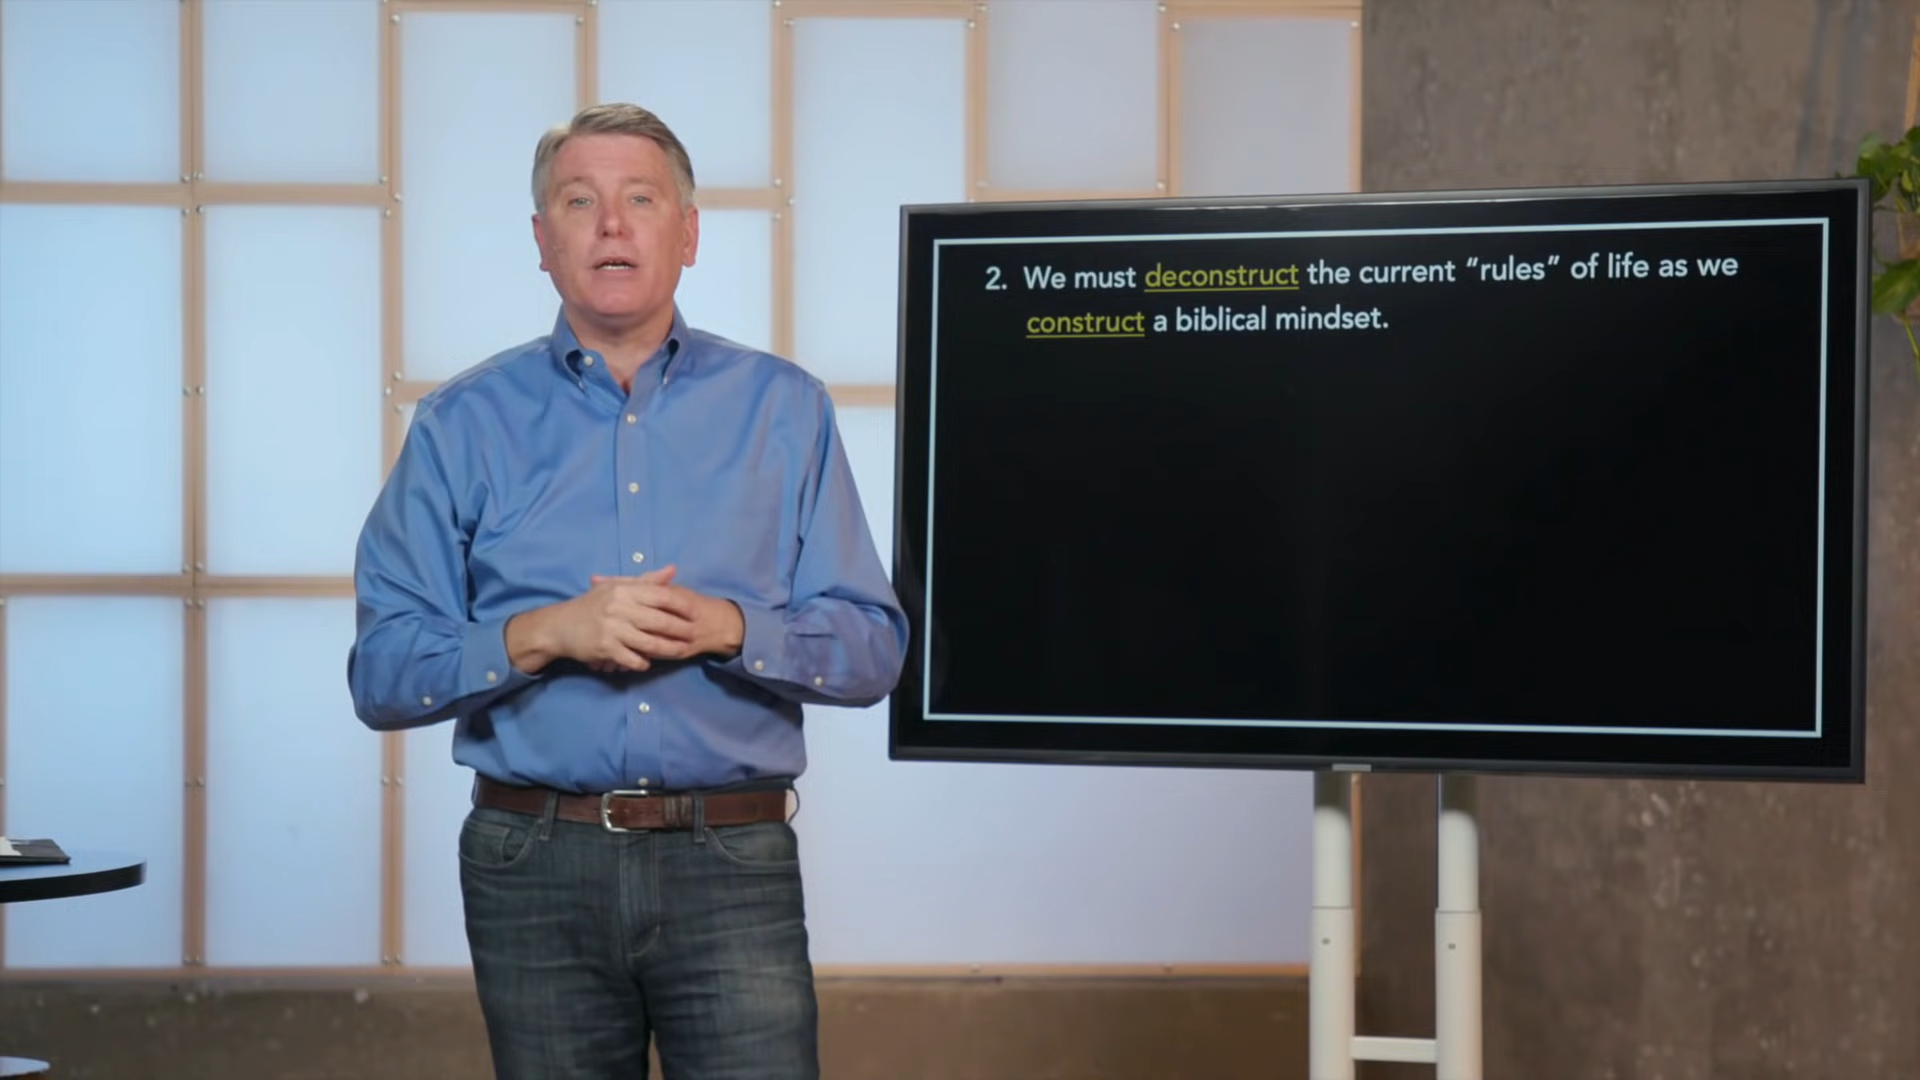 2. We must deconstruct the current “rules” of life as we
construct a biblical mindset.